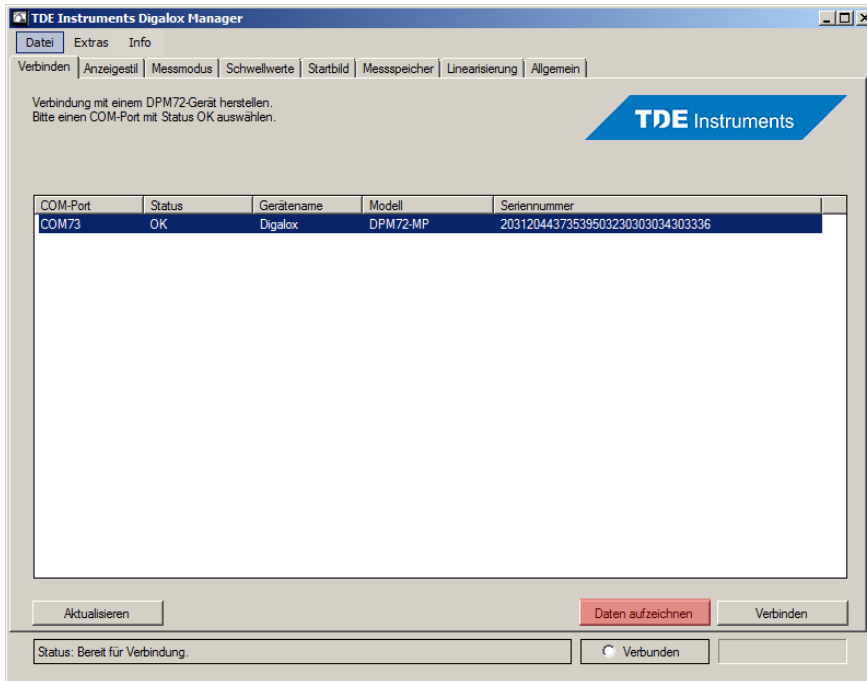 TDE Instruments Digalox Manager
Datei Extras Info
Verbinden Anzeigestil Messmodus Schwellwerte Startbild Messspeicher Linearisierung Allgemein
Verbindung mit einem DPM72-Gerät herstellen.
Bitte einen COM-Port mit Status OK auswählen.
TDE Instruments
COM-Port Status Gerätename Modell Seriennummer
COM73 OK Digalox DPM72-MP 20312044373539503230303034303336
Aktualisieren Daten aufzeichnen Verbinden
Status: Bereit für Verbindung. Verbunden